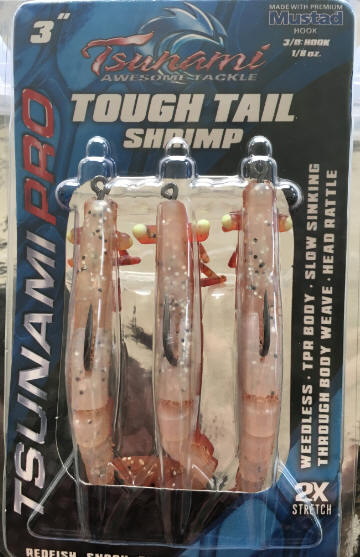 3"
MADE WITH PREMIUM
Mustad
HOOK
3/0 HOOK
1/8 oz.
Tsunami
AWESOME TACKLE
TOUGH TAIL
SHRIMP
TSUNAMI PRO
WEEDLESS · TPR BODY · SLOW SINKING
THROUGH BODY WEAVE · HEAD RATTLE
2X
STRETCH
REDFISH